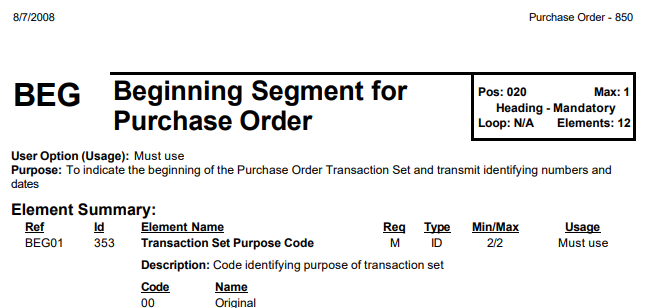 8/7/2008 Purchase Order - 850
BEG Beginning Segment for
Purchase Order
Pos: 020 Max: 1
Heading - Mandatory
Loop: N/A Elements: 12
User Option (Usage): Must use
Purpose: To indicate the beginning of the Purchase Order Transaction Set and transmit identifying numbers and
dates
Element Summary:
Ref Id Element Name Req Type Min/Max Usage
BEG01 353 Transaction Set Purpose Code M ID 2/2 Must use
Description: Code identifying purpose of transaction set
Code Name
00 Original